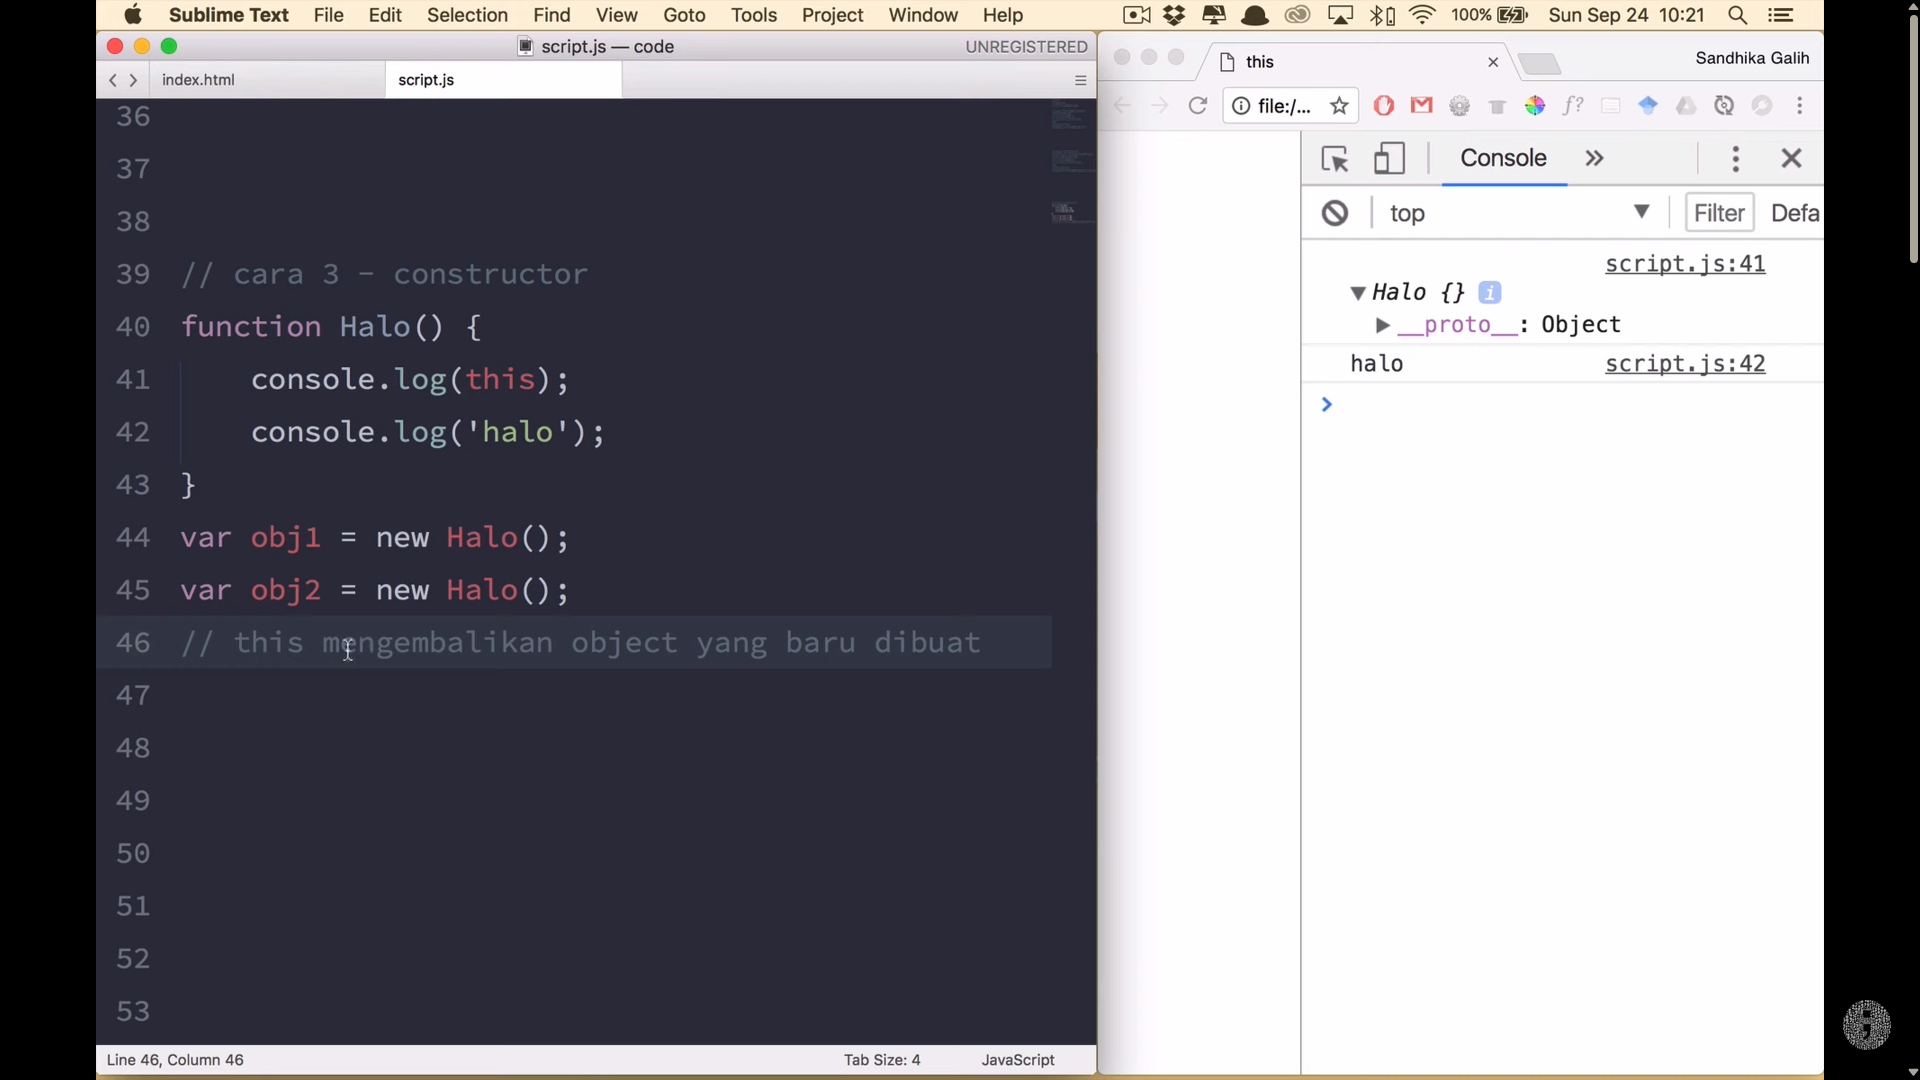 Sublime Text File Edit Selection Find View Goto Tools Project Window Help 100% Sun Sep 24 10:21
script.js — code UNREGISTERED
index.html script.js
36
37
38
39 // cara 3 - constructor
40 function Halo() {
41 console.log(this);
42 console.log('halo');
43 }
44 var obj1 = new Halo();
45 var obj2 = new Halo();
46 // this mengembalikan object yang baru dibuat
47
48
49
50
51
52
53
Line 46, Column 46 Tab Size: 4 JavaScript
this Sandhika Galih
file:/... f?
Console
top Filter Defa
script.js:41
Halo {} i
__proto__: Object
halo script.js:42